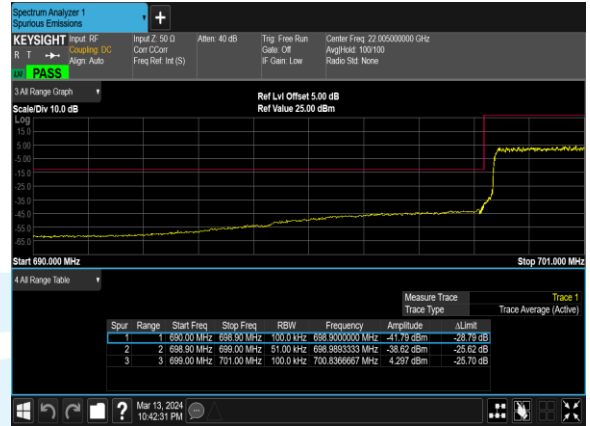 Spectrum Analyzer 1
Spurious Emissions
KEYSIGHT Input: RF Input Z: 50 Ω Atten: 40 dB Trig: Free Run Center Freq: 22.005000000 GHz
R T Coupling: DC Corr CCorr Gate: Off Avg|Hold: 100/100
Align: Auto Freq Ref: Int (S) IF Gain: Low Radio Std: None
PASS
3 All Range Graph
Ref Lvl Offset 5.00 dB
Scale/Div 10.0 dB Ref Value 25.00 dBm
Log
15.0
5.00
-5.00
-15.0
-25.0
-35.0
-45.0
-55.0
-65.0
Start 690.000 MHz Stop 701.000 MHz
4 All Range Table
Measure Trace Trace 1
Trace Type Trace Average (Active)
Spur Range Start Freq Stop Freq RBW Frequency Amplitude ΔLimit
1 1 690.00 MHz 698.90 MHz 100.0 kHz 698.9000000 MHz -41.79 dBm -28.79 dB
2 2 698.90 MHz 699.00 MHz 51.00 kHz 698.9893333 MHz -38.62 dBm -25.62 dB
3 3 699.00 MHz 701.00 MHz 100.0 kHz 700.8366667 MHz 4.297 dBm -25.70 dB
? Mar 13, 2024
10:42:31 PM